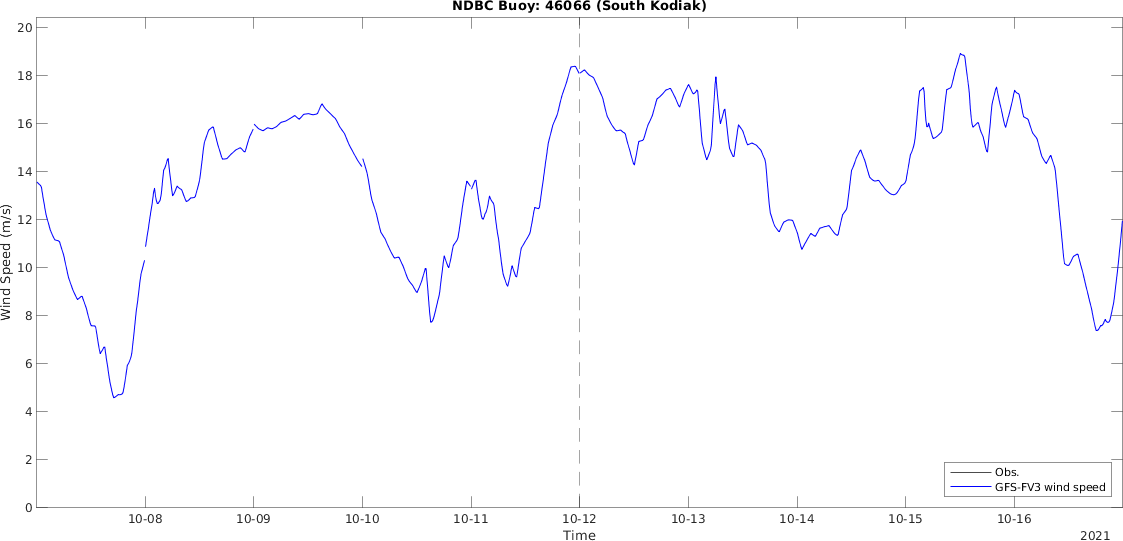 NDBC Buoy: 46066 (South Kodiak)
Wind Speed (m/s)
20
18
16
14
12
10
8
6
4
2
0
Obs.
GFS-FV3 wind speed
10-08 10-09 10-10 10-11 10-12 10-13 10-14 10-15 10-16
Time
2021